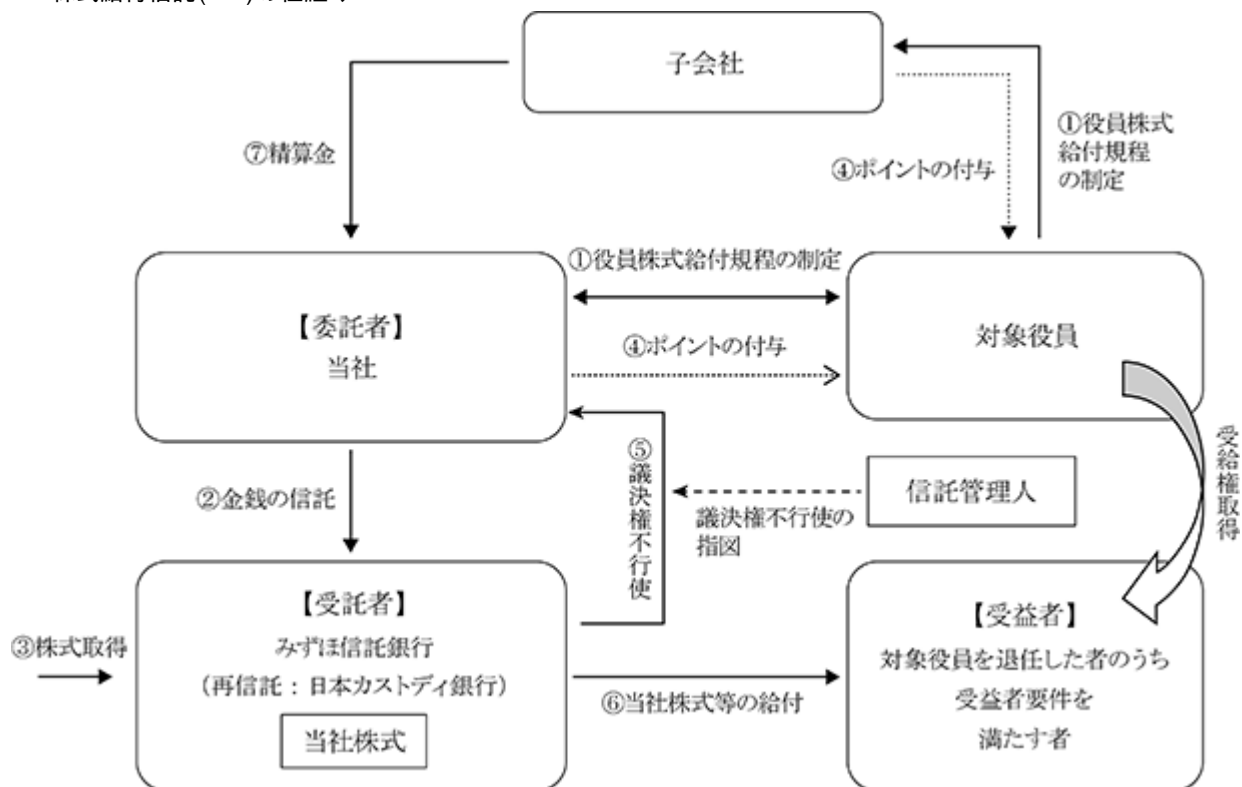 子会社
①役員株式
給付規程
の制定
⑦精算金
④ポイントの付与
①役員株式給付規程の制定
【委託者】
当社
④ポイントの付与
対象役員
受給権取得
②金銭の信託
⑤議決権不行使
信託管理人
議決権不行使の
指図
【受託者】
みずほ信託銀行
(再信託:日本カストディ銀行)
当社株式
③株式取得
⑥当社株式等の給付
【受益者】
対象役員を退任した者のうち
受益者要件を
満たす者